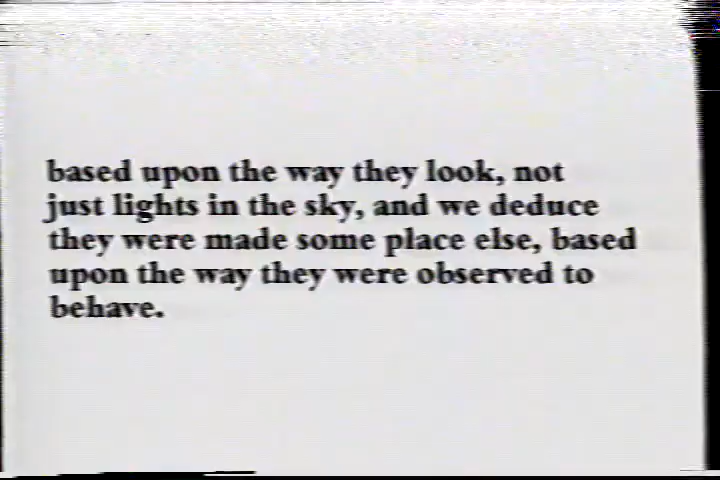 based upon the way they look, not
just lights in the sky, and we deduce
they were made some place else, based
upon the way they were observed to
behave.